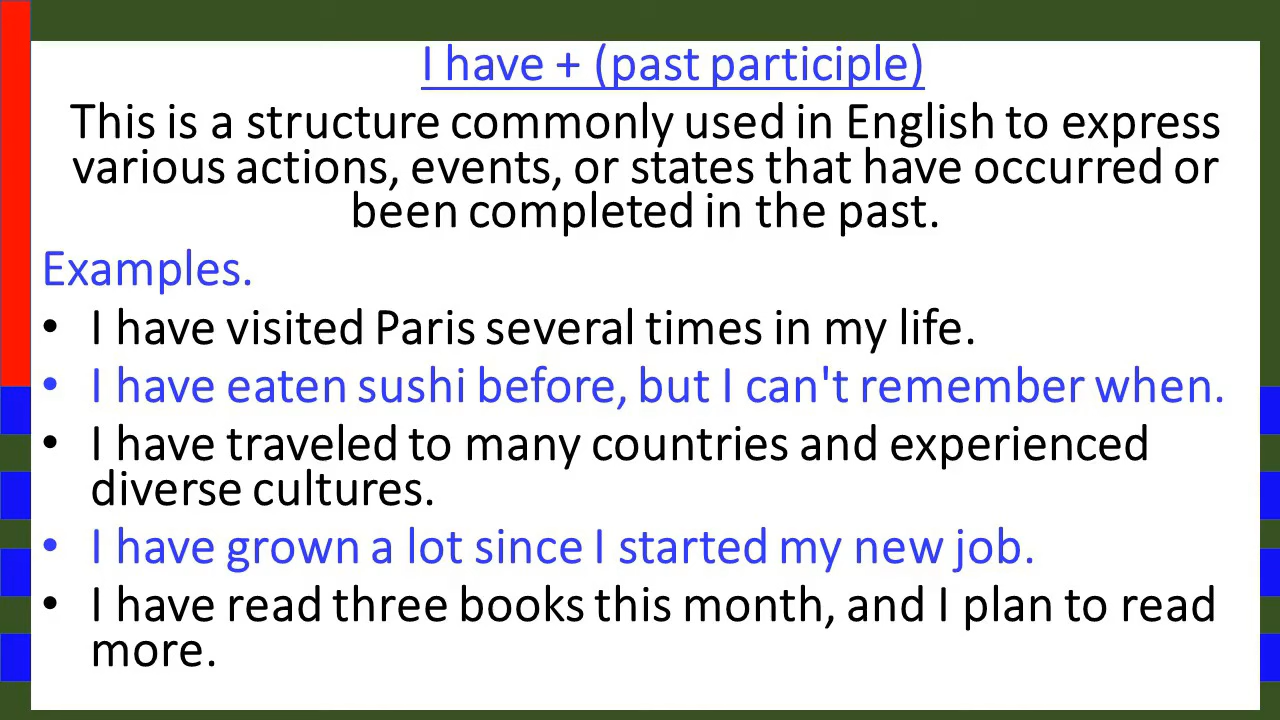 I have + (past participle)
This is a structure commonly used in English to express
various actions, events, or states that have occurred or
been completed in the past.
Examples.
• I have visited Paris several times in my life.
• I have eaten sushi before, but I can't remember when.
• I have traveled to many countries and experienced
diverse cultures.
• I have grown a lot since I started my new job.
• I have read three books this month, and I plan to read
more.